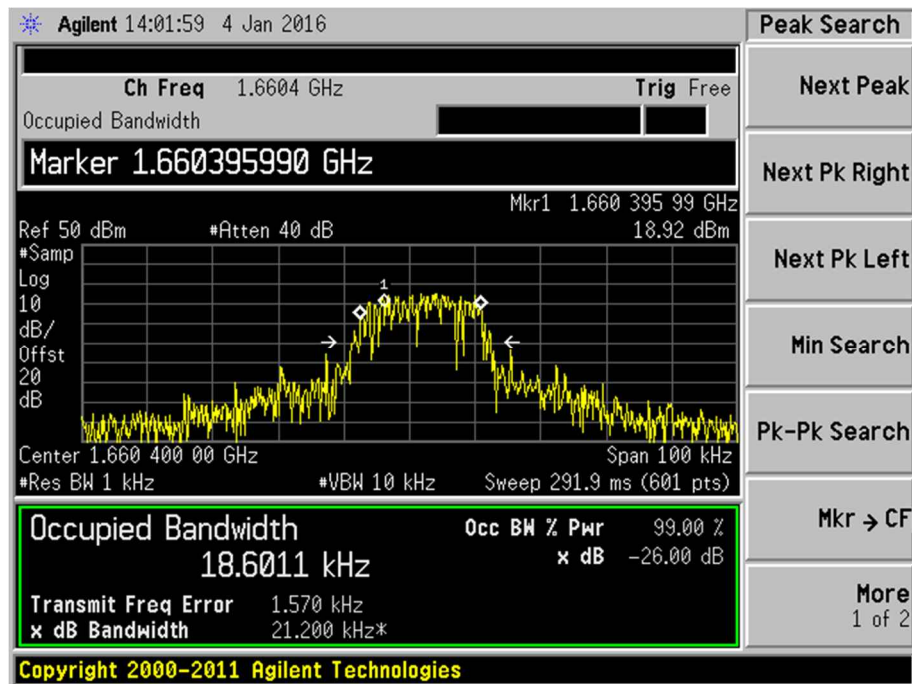 Agilent 14:01:59 4 Jan 2016
Peak Search
Ch Freq 1.6604 GHz
Trig Free
Occupied Bandwidth
Marker 1.660395990 GHz
Mkr1 1.660 395 99 GHz
Ref 50 dBm #Atten 40 dB 18.92 dBm
#Samp
Log
10
dB/
Offst
20
dB
1
Center 1.660 400 00 GHz Span 100 kHz
#Res BW 1 kHz #VBW 10 kHz Sweep 291.9 ms (601 pts)
Occupied Bandwidth
18.6011 kHz
Occ BW % Pwr 99.00 %
x dB -26.00 dB
Transmit Freq Error 1.570 kHz
x dB Bandwidth 21.200 kHz*
Copyright 2000-2011 Agilent Technologies
Next Peak
Next Pk Right
Next Pk Left
Min Search
Pk-Pk Search
Mkr → CF
More
1 of 2